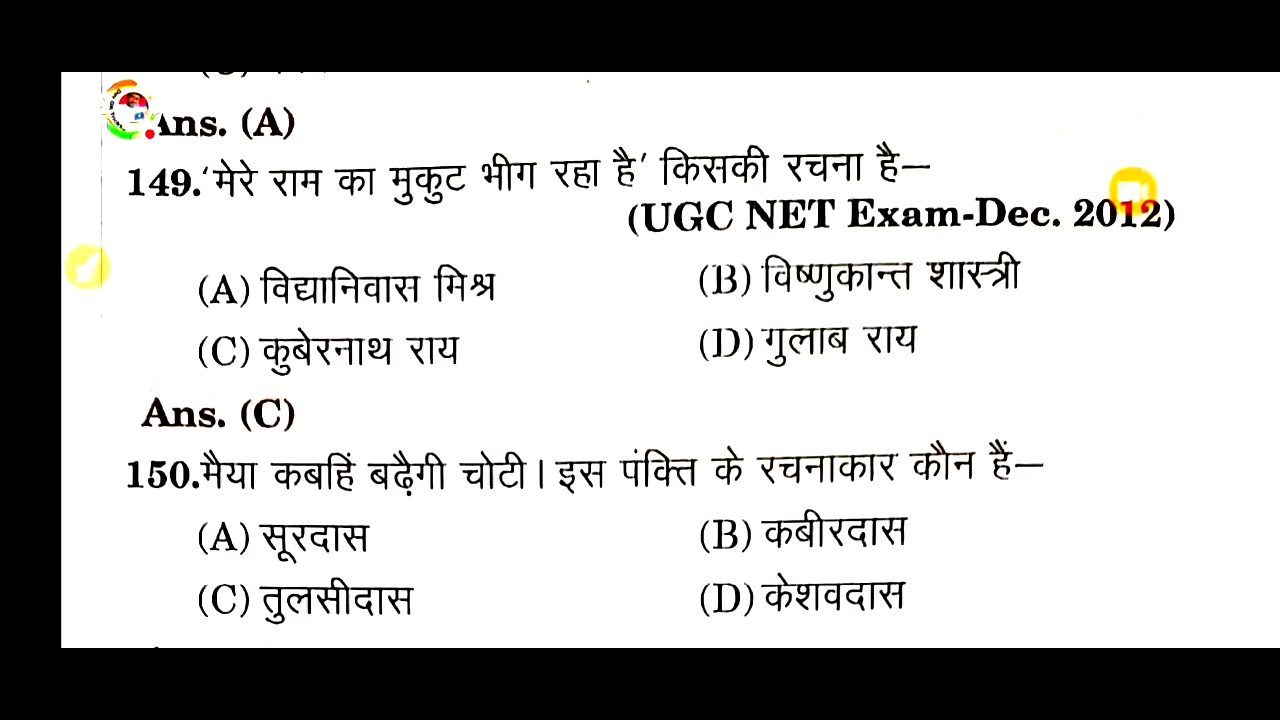 Ans. (A)
149.‘मेरे राम का मुकुट भीग रहा है’ किसकी रचना है—
(UGC NET Exam-Dec. 2012)
(A) विद्यानिवास मिश्र (B) विष्णुकान्त शास्त्री
(C) कुबेरनाथ राय (D) गुलाब राय
Ans. (C)
150.मैया कबहिं बढ़ैगी चोटी। इस पंक्ति के रचनाकार कौन हैं—
(A) सूरदास (B) कबीरदास
(C) तुलसीदास (D) केशवदास